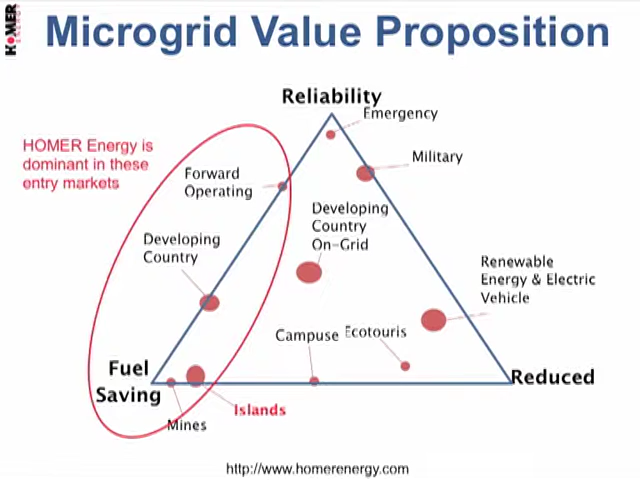 HOMER
Microgrid Value Proposition
Reliability
Emergency
HOMER Energy is
dominant in these
entry markets
Military
Forward
Operating
Developing
Country
On-Grid
Developing
Country
Renewable
Energy & Electric
Vehicle
Campuse
Ecotouris
Fuel
Saving
Reduced
Islands
Mines
http://www.homerenergy.com